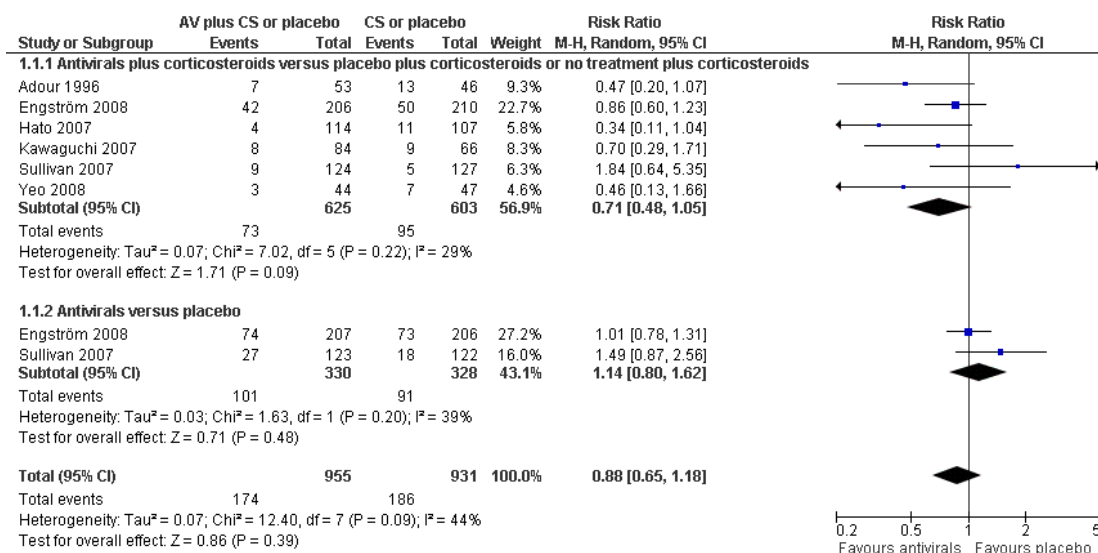 AV plus CS or placebo CS or placebo Risk Ratio Risk Ratio
Study or Subgroup Events Total Events Total Weight M-H, Random, 95% CI M-H, Random, 95% CI
1.1.1 Antivirals plus corticosteroids versus placebo plus corticosteroids or no treatment plus corticosteroids
Adour 1996 7 53 13 46 9.3% 0.47 [0.20, 1.07]
Engström 2008 42 206 50 210 22.7% 0.86 [0.60, 1.23]
Hato 2007 4 114 11 107 5.8% 0.34 [0.11, 1.04]
Kawaguchi 2007 8 84 9 66 8.3% 0.70 [0.29, 1.71]
Sullivan 2007 9 124 5 127 6.3% 1.84 [0.64, 5.35]
Yeo 2008 3 44 7 47 4.6% 0.46 [0.13, 1.66]
Subtotal (95% CI) 625 603 56.9% 0.71 [0.48, 1.05]
Total events 73 95
Heterogeneity: Tau² = 0.07; Chi² = 7.02, df = 5 (P = 0.22); I² = 29%
Test for overall effect: Z = 1.71 (P = 0.09)
1.1.2 Antivirals versus placebo
Engström 2008 74 207 73 206 27.2% 1.01 [0.78, 1.31]
Sullivan 2007 27 123 18 122 16.0% 1.49 [0.87, 2.56]
Subtotal (95% CI) 330 328 43.1% 1.14 [0.80, 1.62]
Total events 101 91
Heterogeneity: Tau² = 0.03; Chi² = 1.63, df = 1 (P = 0.20); I² = 39%
Test for overall effect: Z = 0.71 (P = 0.48)
Total (95% CI) 955 931 100.0% 0.88 [0.65, 1.18]
Total events 174 186
Heterogeneity: Tau² = 0.07; Chi² = 12.40, df = 7 (P = 0.09); I² = 44%
Test for overall effect: Z = 0.86 (P = 0.39)
0.2 0.5 1 2 5
Favours antivirals Favours placebo